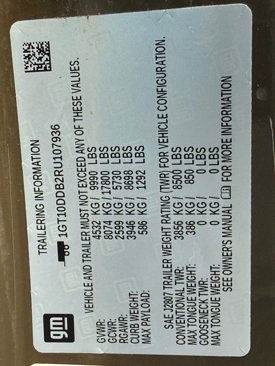 gm
TRAILERING INFORMATION
1GT10DDB2RU107936
VEHICLE AND TRAILER MUST NOT EXCEED ANY OF THESE VALUES.
GVWR: 4532 KG / 9990 LBS
GCWR: 8074 KG / 17800 LBS
RGAWR: 2599 KG / 5730 LBS
CURB WEIGHT: 3946 KG / 8698 LBS
MAX PAYLOAD: 586 KG / 1292 LBS
SAE J2807 TRAILER WEIGHT RATING (TWR) FOR VEHICLE CONFIGURATION.
CONVENTIONAL TWR: 3856 KG / 8500 LBS
MAX TONGUE WEIGHT: 386 KG / 850 LBS
GOOSENECK TWR: 0 KG / 0 LBS
MAX TONGUE WEIGHT: 0 KG / 0 LBS
SEE OWNER'S MANUAL FOR MORE INFORMATION